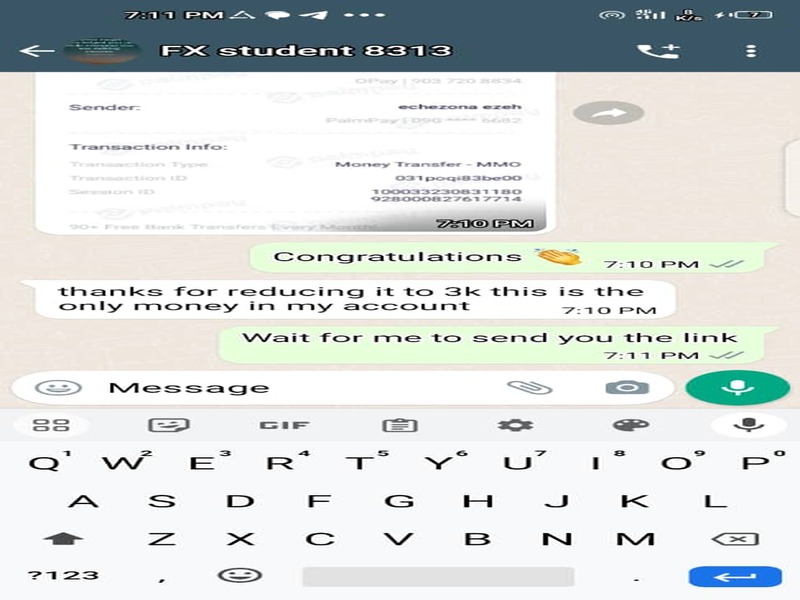 7:11 PM
8
K/s
7
FX student 8313
OPay | 903 720 8834
Sender: echezona ezeh
PalmPay | 090 **** 6682
Transaction Info:
Transaction Type Money Transfer - MMO
Transaction ID 031poqi83be00
Session ID 100033230831180
9280000827617714
90+ Free Bank Transfers Every Month
7:10 PM
Congratulations 👏
7:10 PM
thanks for reducing it to 3k this is the
only money in my account
7:10 PM
Wait for me to send you the link
7:11 PM
Message
GIF
Q1 W2 E3 R4 T5 Y6 U7 I8 O9 P0
A S D F G H J K L
Z X C V B N M
?123 , .